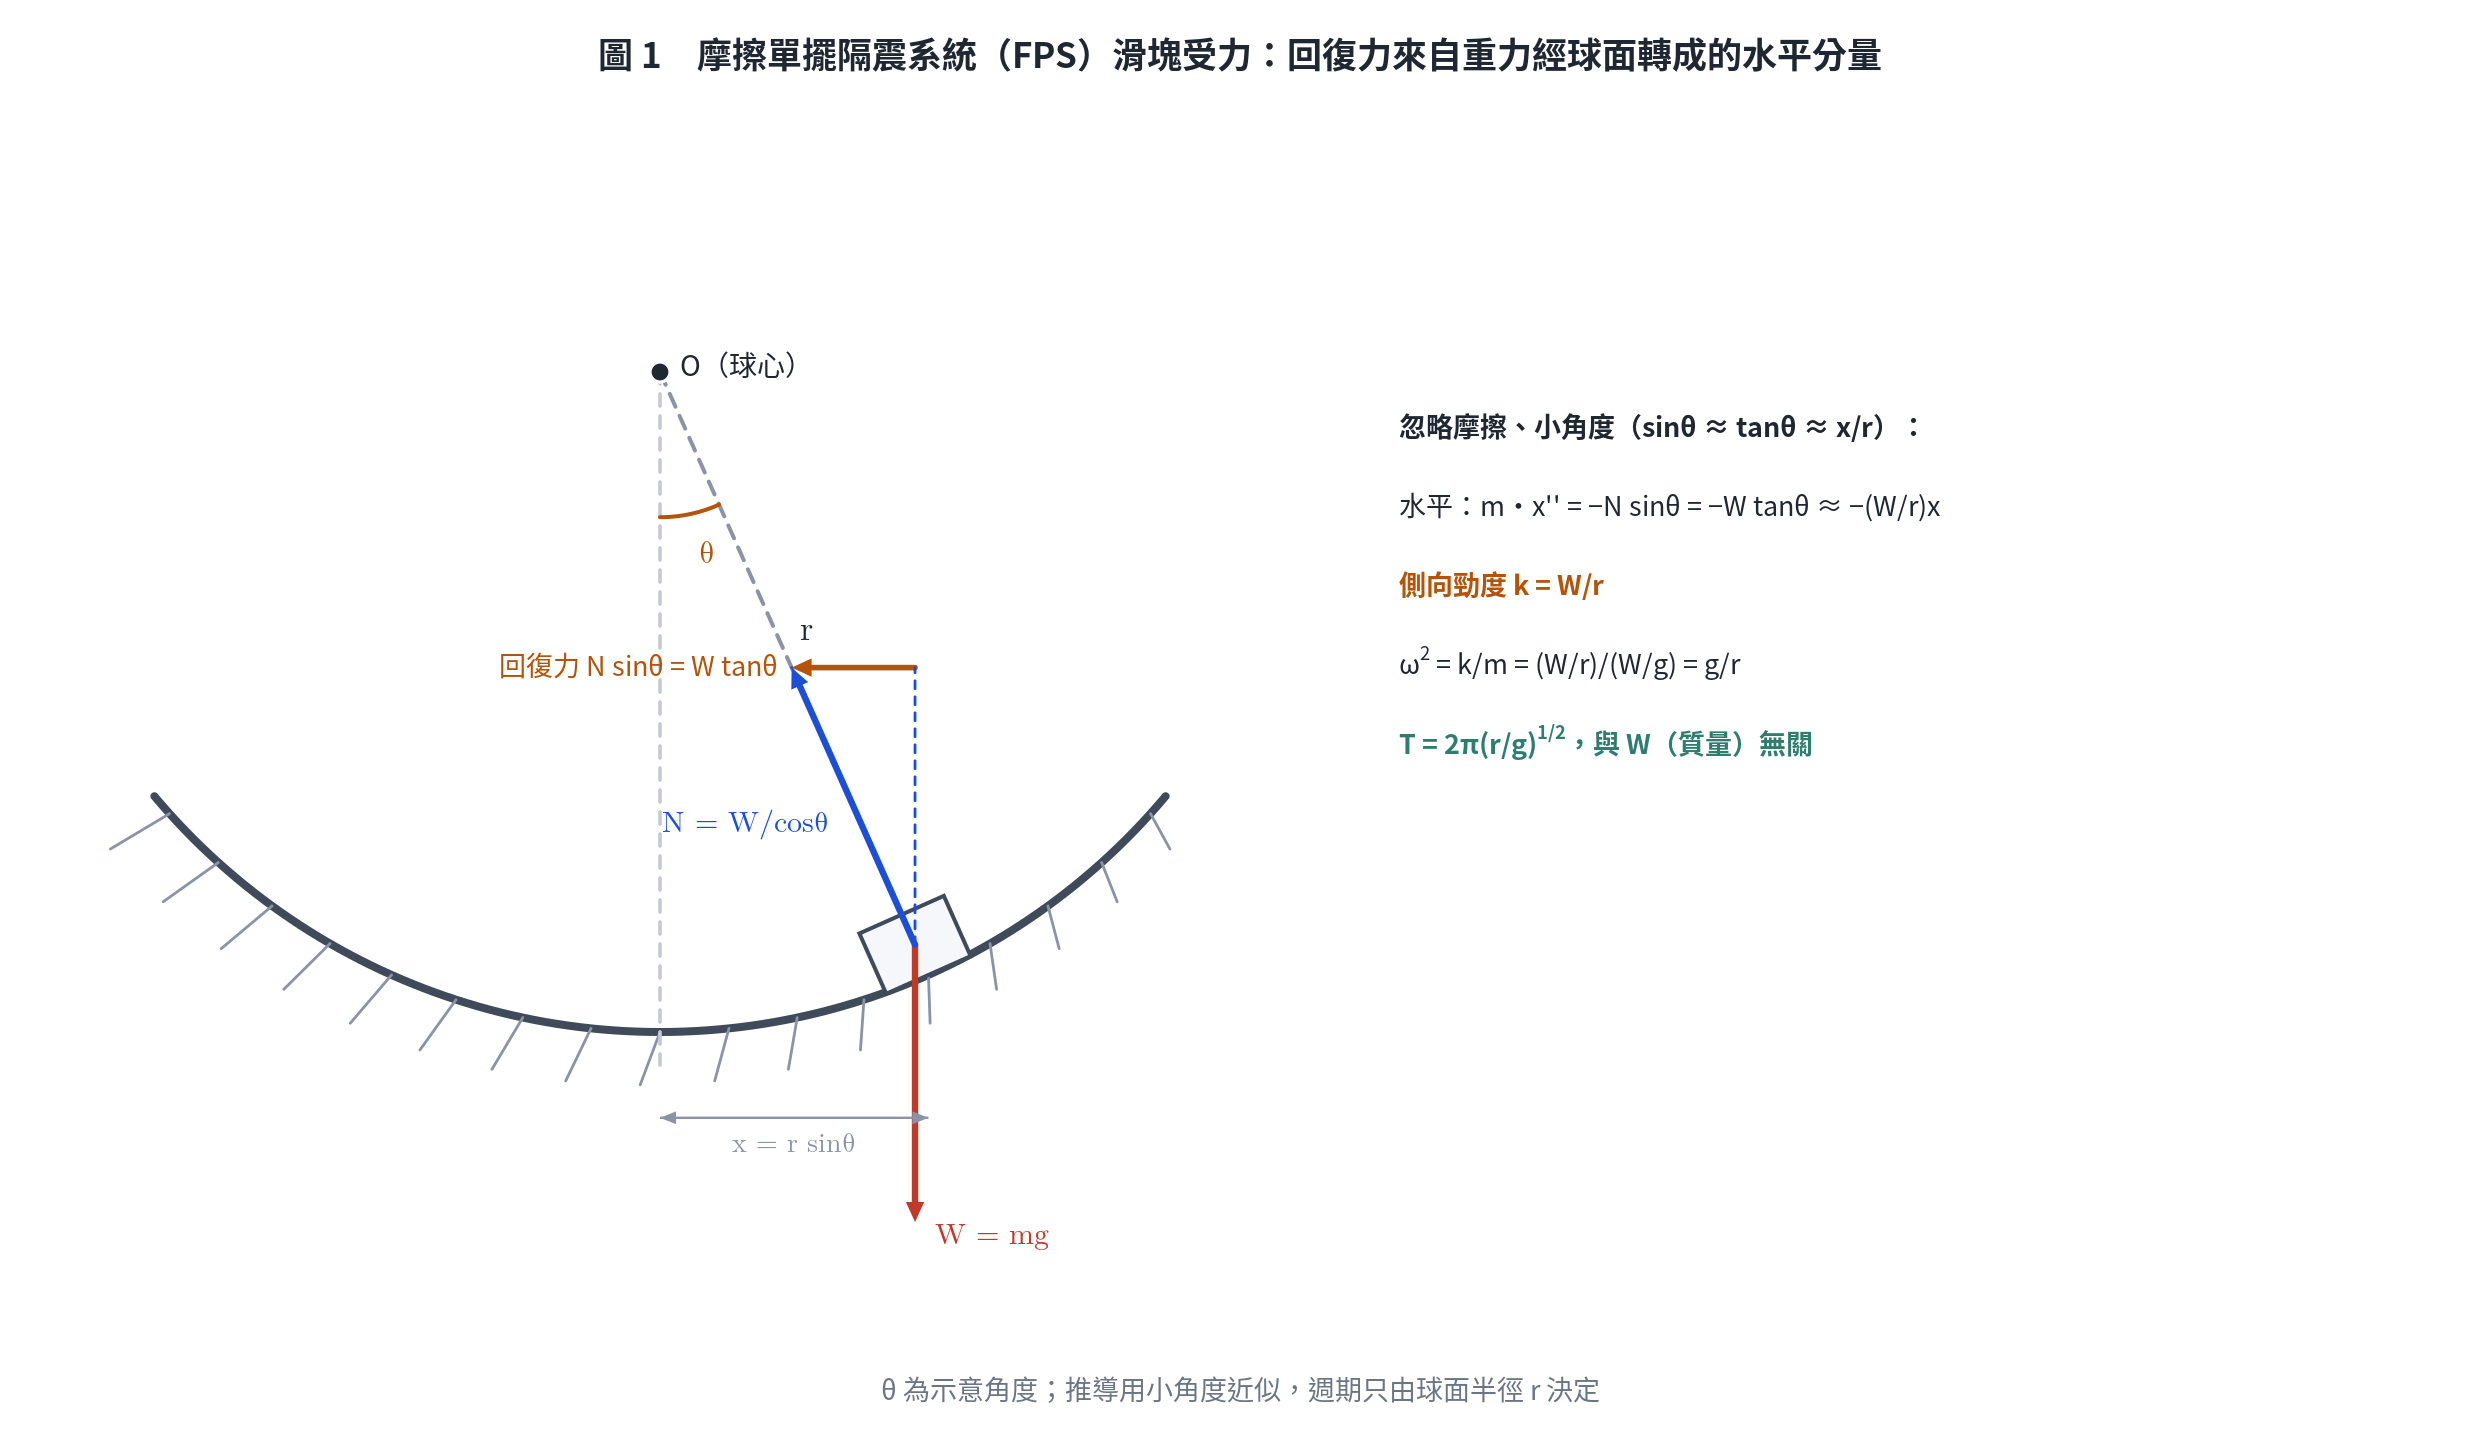 圖 1　摩擦單擺隔震系統（FPS）滑塊受力：回復力來自重力經球面轉成的水平分量
O（球心）
θ
r
回復力 N sinθ = W tanθ
N = W/cosθ
x = r sinθ
W = mg
忽略摩擦、小角度（sinθ ≈ tanθ ≈ x/r）：
水平：m・x'' = −N sinθ = −W tanθ ≈ −(W/r)x
側向勁度 k = W/r
ω² = k/m = (W/r)/(W/g) = g/r
T = 2π(r/g)^1/2，與 W（質量）無關
θ 為示意角度；推導用小角度近似，週期只由球面半徑 r 決定